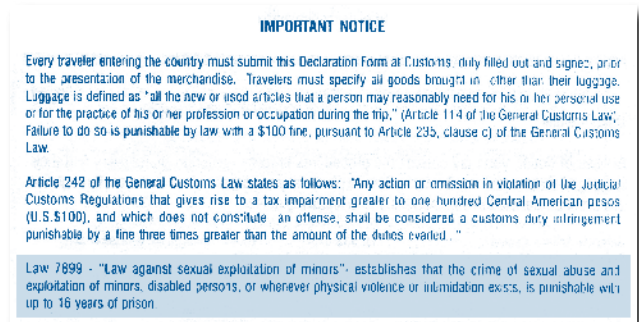 IMPORTANT NOTICE
Every traveler entering the country must submit this Declaration Form at Customs, duly filled out and signed, prior
to the presentation of the merchandise. Travelers must specify all goods brought in other than their luggage.
Luggage is defined as "all the new or used articles that a person may reasonably need for his or her personal use
or for the practice of his or her profession or occupation during the trip," (Article 114 of the General Customs Law)
Failure to do so is punishable by law with a $100 fine, pursuant to Article 235, clause c) of the General Customs
Law.
Article 242 of the General Customs Law states as follows: "Any action or omission in violation of the Judicial
Customs Regulations that gives rise to a tax impairment greater to one hundred Central American pesos
(U.S.$100), and which does not constitute an offense, shall be considered a customs duty infringement
punishable by a fine three times greater than the amount of the duties evaded.."
Law 7899 - "Law against sexual exploitation of minors"- establishes that the crime of sexual abuse and
exploitation of minors, disabled persons, or whenever physical violence or intimidation exists, is punishable with
up to 16 years of prison.